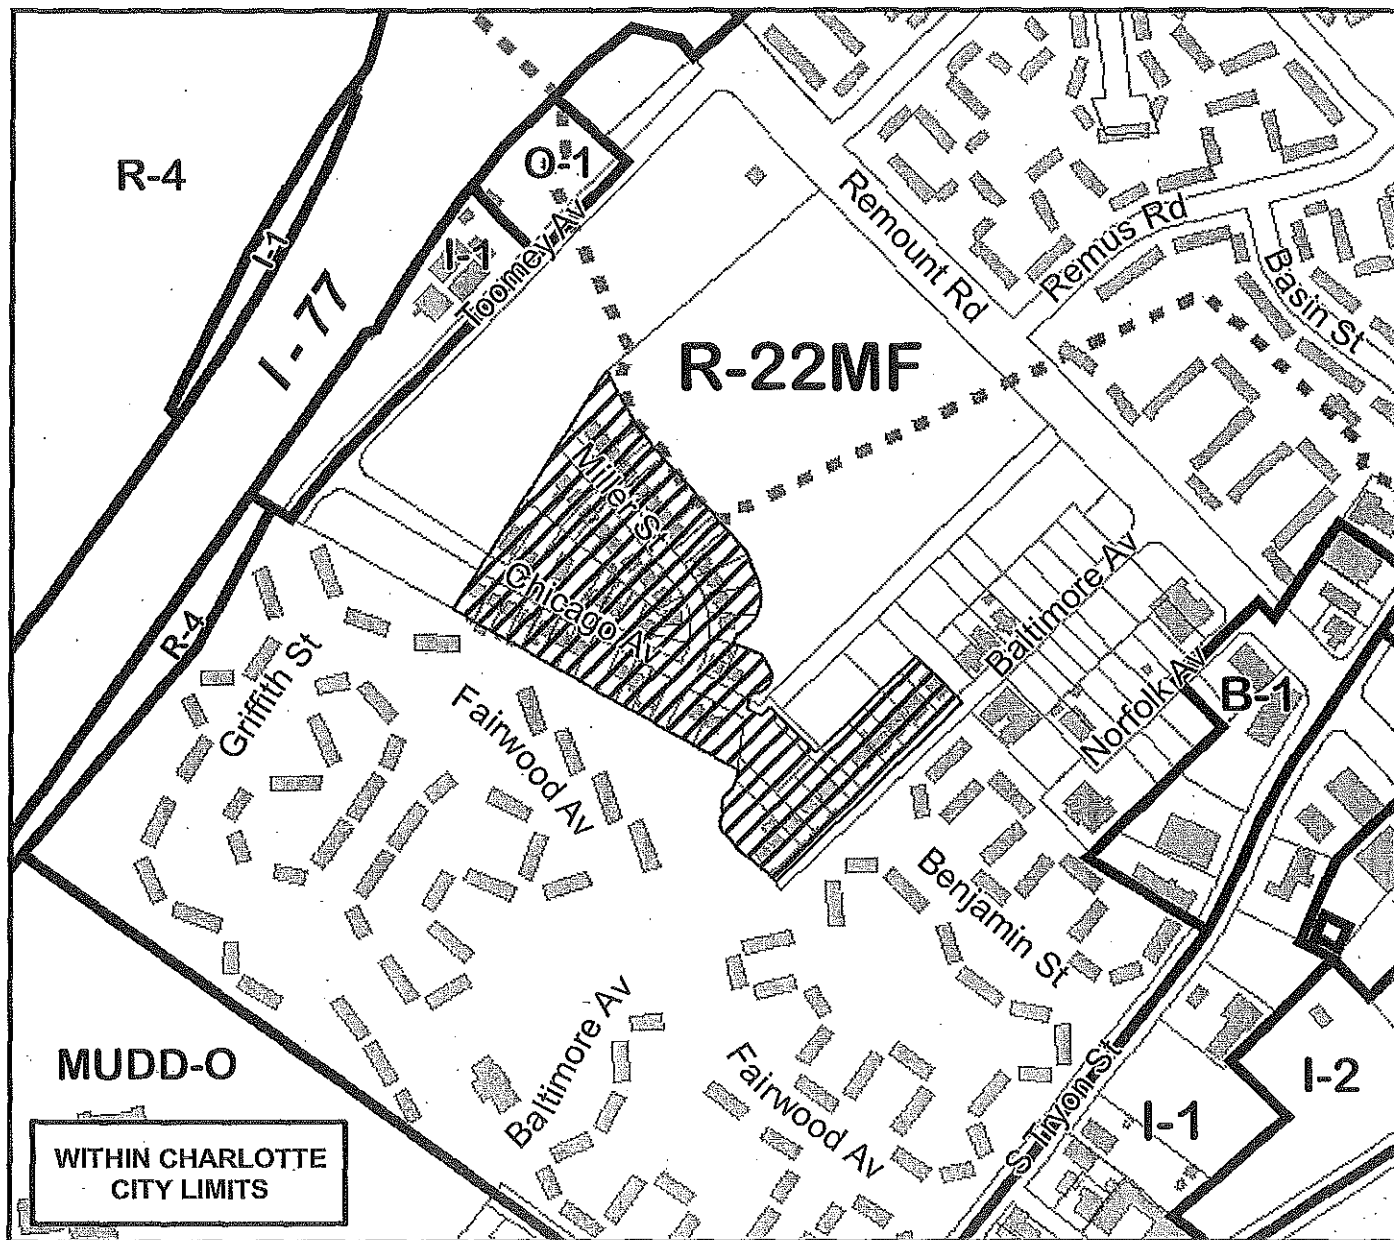 R-4
O-1
I-1
I-1
Toomey Av
I - 77
Remount Rd
Remus Rd
Basin St
R-22MF
Miller St
Chicago Av
Baltimore Av
Norfolk Av
B-1
R-4
Griffith St
Fairwood Av
Benjamin St
MUDD-O
Baltimore Av
Fairwood Av
S Tryon St
I-1
I-2
WITHIN CHARLOTTE
CITY LIMITS